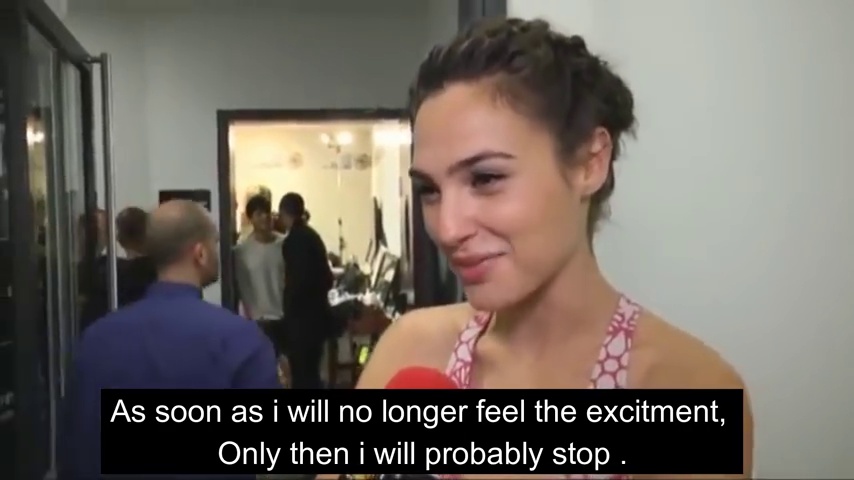 As soon as i will no longer feel the excitment,
Only then i will probably stop .